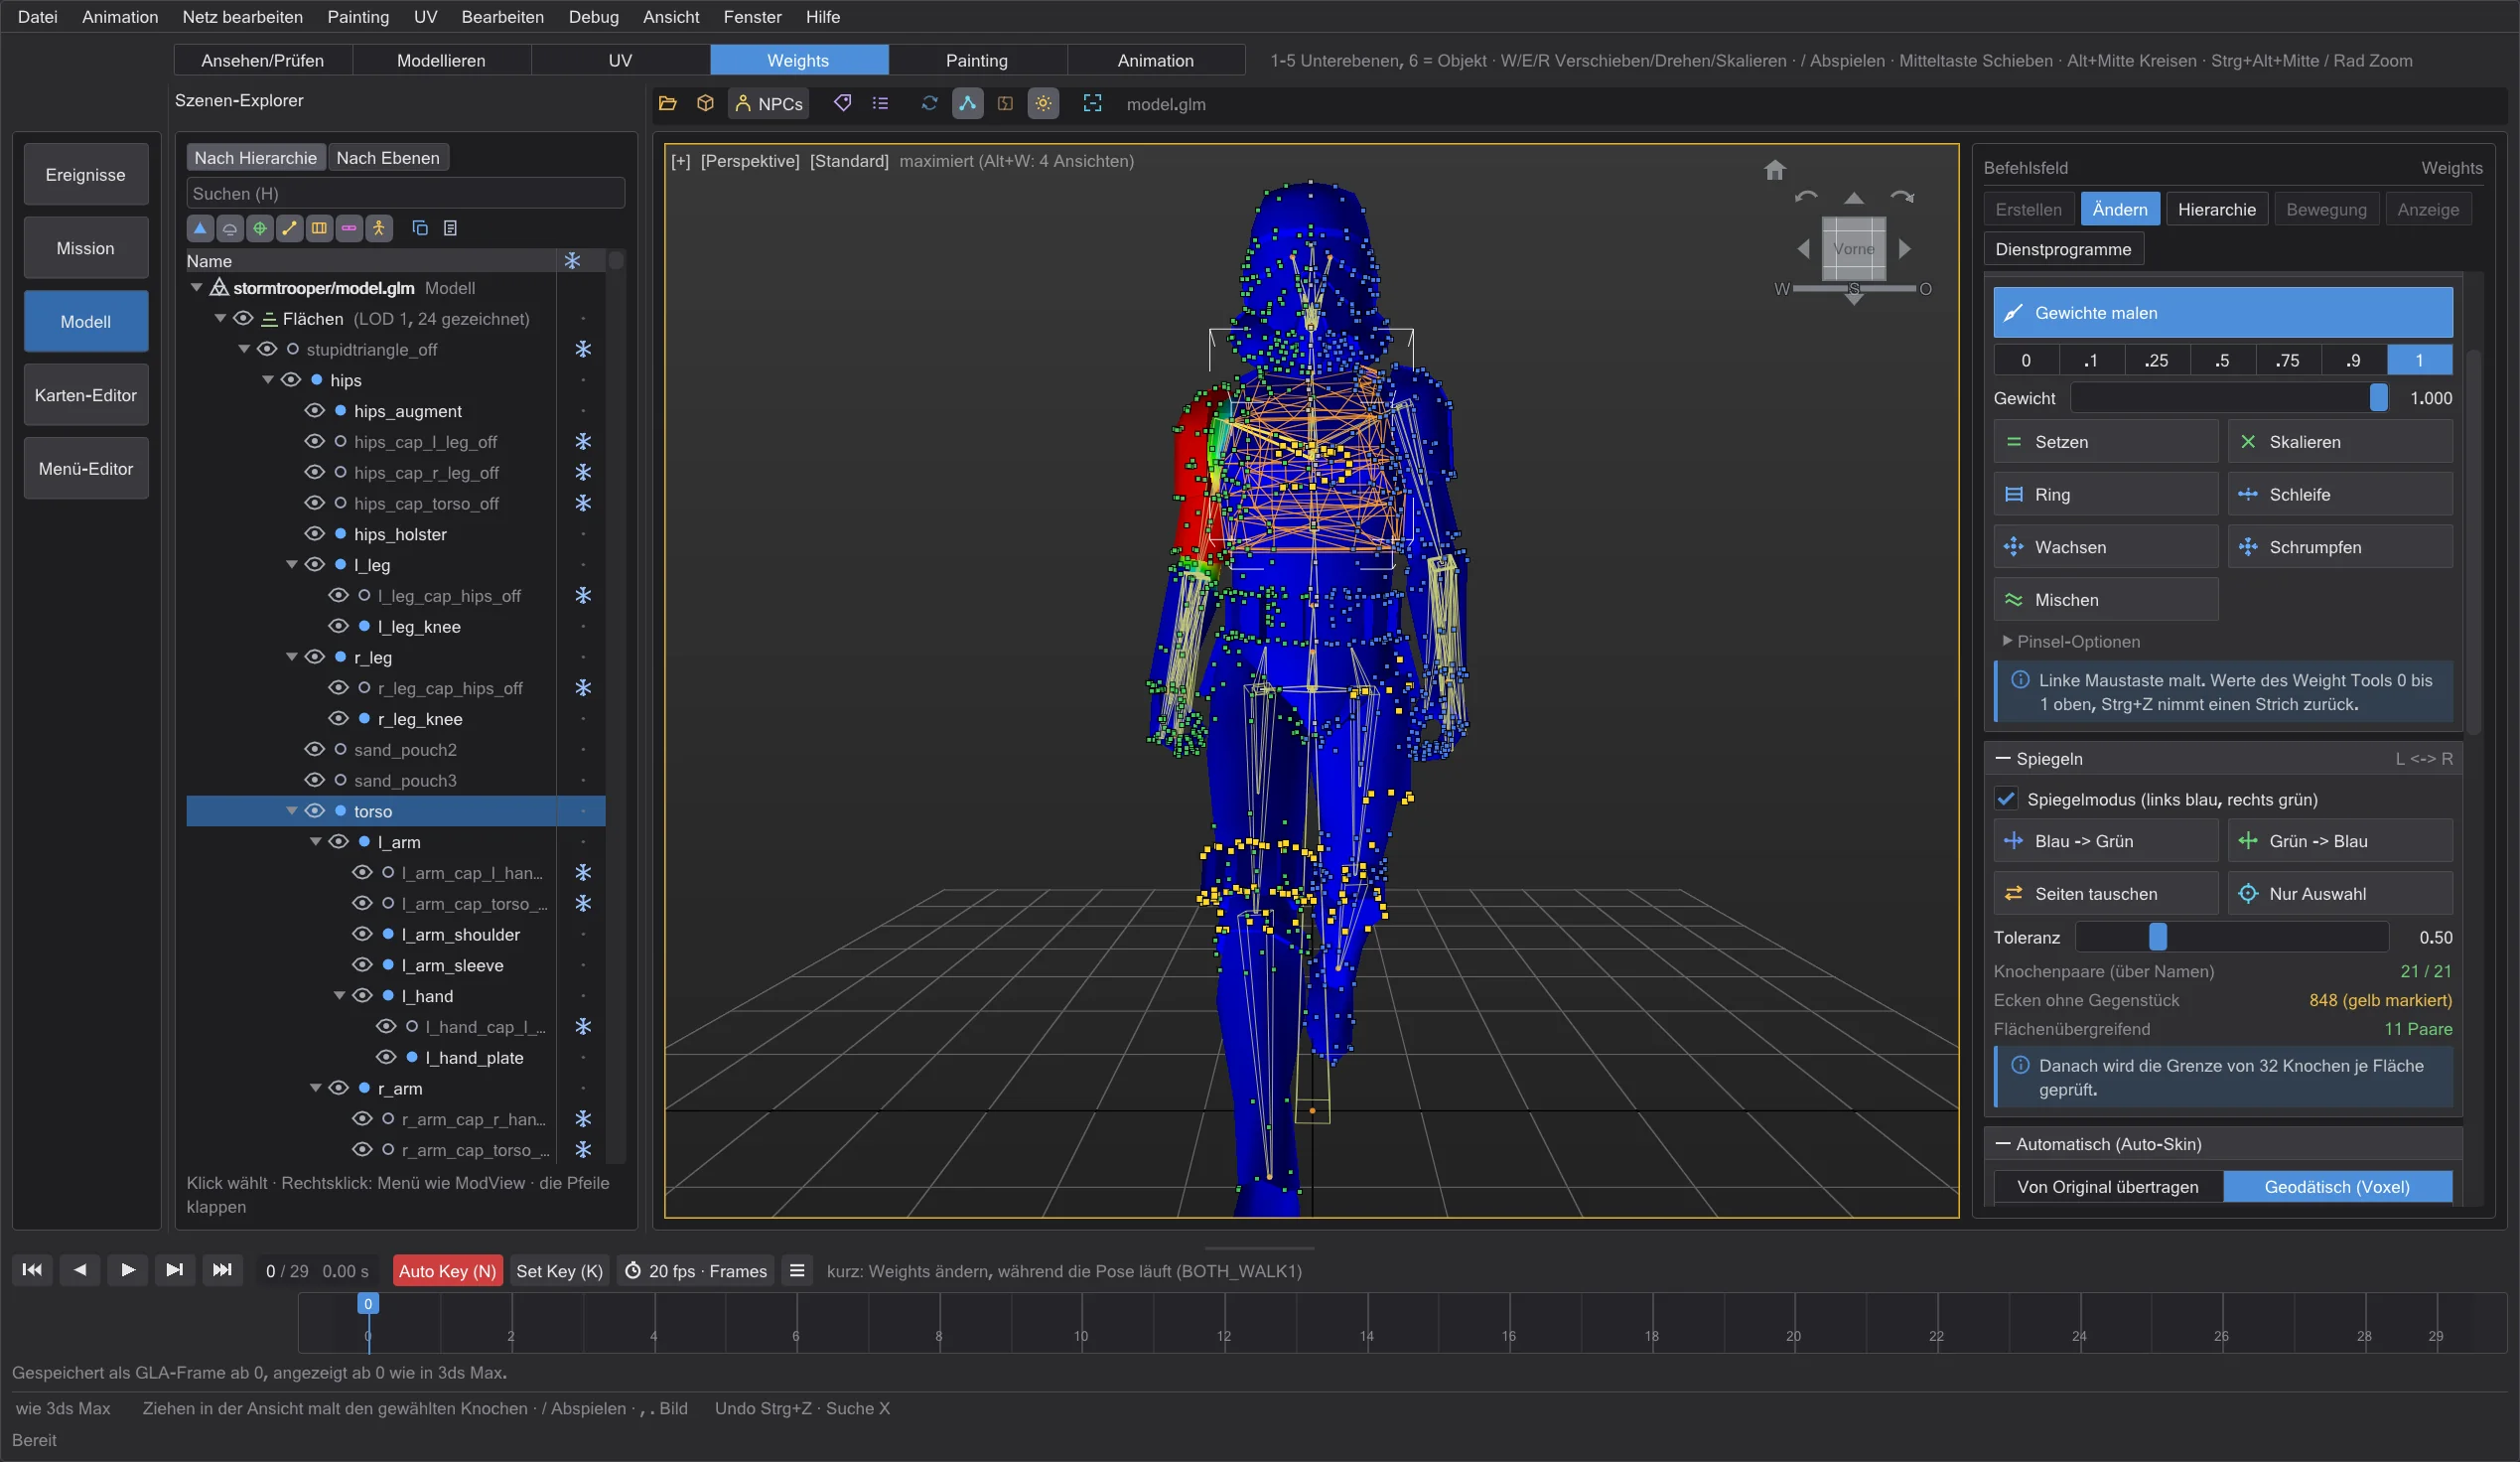 Datei Animation Netz bearbeiten Painting UV Bearbeiten Debug Ansicht Fenster Hilfe
Ansehen/Prüfen Modellieren UV Weights Painting Animation 1-5 Unterebenen, 6 = Objekt · W/E/R Verschieben/Drehen/Skalieren · / Abspielen · Mitteltaste Schieben · Alt+Mitte Kreisen · Strg+Alt+Mitte / Rad Zoom
Szenen-Explorer
NPCs model.glm
Ereignisse
Mission
Modell
Karten-Editor
Menü-Editor
Nach Hierarchie Nach Ebenen
Suchen (H)
Name
stormtrooper/model.glm Modell
Flächen (LOD 1, 24 gezeichnet)
stupidtriangle_off
hips
hips_augment
hips_cap_l_leg_off
hips_cap_r_leg_off
hips_cap_torso_off
hips_holster
l_leg
l_leg_cap_hips_off
l_leg_knee
r_leg
r_leg_cap_hips_off
r_leg_knee
sand_pouch2
sand_pouch3
torso
l_arm
l_arm_cap_l_han...
l_arm_cap_torso_...
l_arm_shoulder
l_arm_sleeve
l_hand
l_hand_cap_l_...
l_hand_plate
r_arm
r_arm_cap_r_han...
r_arm_cap_torso_...
Klick wählt · Rechtsklick: Menü wie ModView · die Pfeile
klappen
[+] [Perspektive] [Standard] maximiert (Alt+W: 4 Ansichten)
Vorne
W S O
Befehlsfeld Weights
Erstellen Ändern Hierarchie Bewegung Anzeige
Dienstprogramme
Gewichte malen
0 .1 .25 .5 .75 .9 1
Gewicht 1.000
Setzen Skalieren
Ring Schleife
Wachsen Schrumpfen
Mischen
Pinsel-Optionen
Linke Maustaste malt. Werte des Weight Tools 0 bis
1 oben, Strg+Z nimmt einen Strich zurück.
Spiegeln L <-> R
Spiegelmodus (links blau, rechts grün)
Blau -> Grün Grün -> Blau
Seiten tauschen Nur Auswahl
Toleranz 0.50
Knochenpaare (über Namen) 21 / 21
Ecken ohne Gegenstück 848 (gelb markiert)
Flächenübergreifend 11 Paare
Danach wird die Grenze von 32 Knochen je Fläche
geprüft.
Automatisch (Auto-Skin)
Von Original übertragen Geodätisch (Voxel)
0 / 29 0.00 s Auto Key (N) Set Key (K) 20 fps · Frames kurz: Weights ändern, während die Pose läuft (BOTH_WALK1)
0
0 2 4 6 8 10 12 14 16 18 20 22 24 26 28 29
Gespeichert als GLA-Frame ab 0, angezeigt ab 0 wie in 3ds Max.
wie 3ds Max Ziehen in der Ansicht malt den gewählten Knochen · / Abspielen · , . Bild Undo Strg+Z · Suche X
Bereit